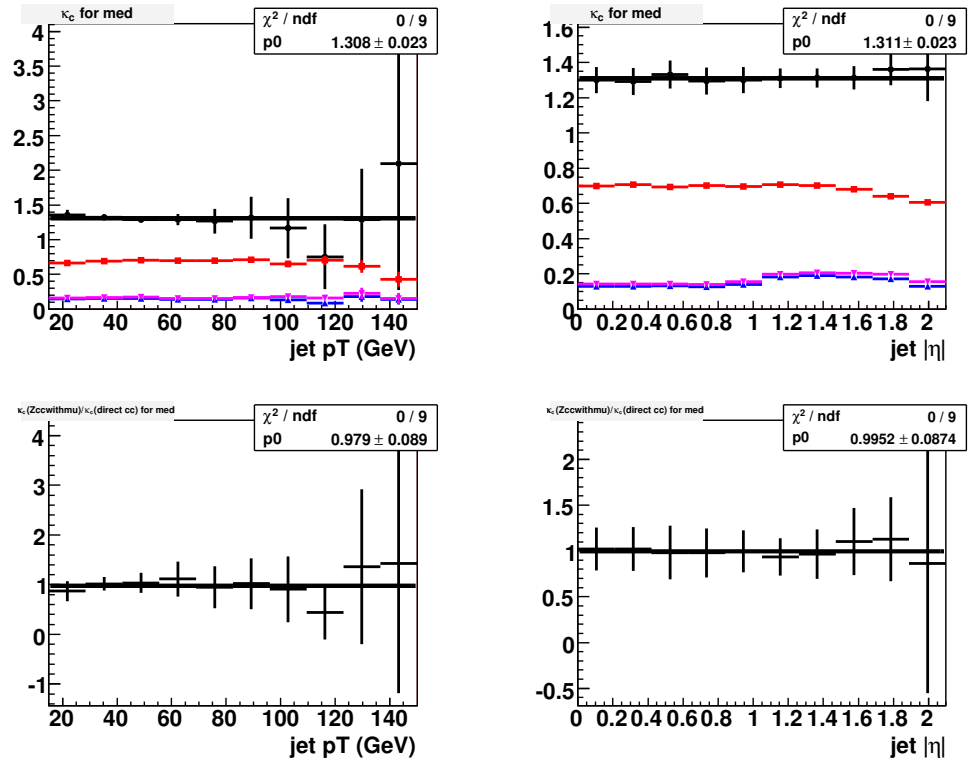 κc for med
χ² / ndf 0 / 9
p0 1.308 ± 0.023
4
3.5
3
2.5
2
1.5
1
0.5
0
20 40 60 80 100 120 140
jet pT (GeV)
κc for med
χ² / ndf 0 / 9
p0 1.311 ± 0.023
1.6
1.4
1.2
1
0.8
0.6
0.4
0.2
0
0 0.2 0.4 0.6 0.8 1 1.2 1.4 1.6 1.8 2
jet |η|
κc(Zccwithmu)/κc(direct cc) for med
χ² / ndf 0 / 9
p0 0.979 ± 0.089
4
3
2
1
0
-1
20 40 60 80 100 120 140
jet pT (GeV)
κc(Zccwithmu)/κc(direct cc) for med
χ² / ndf 0 / 9
p0 0.9952 ± 0.0874
2
1.5
1
0.5
0
-0.5
0 0.2 0.4 0.6 0.8 1 1.2 1.4 1.6 1.8 2
jet |η|